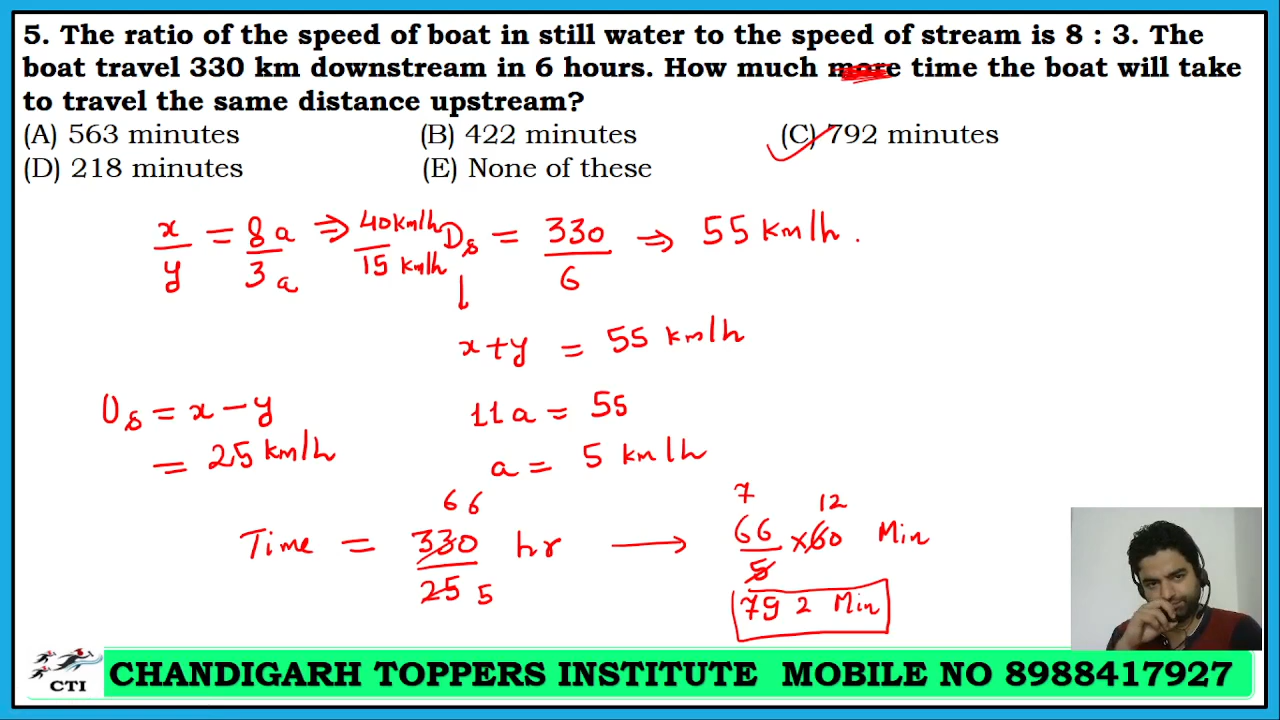 5. The ratio of the speed of boat in still water to the speed of stream is 8 : 3. The
boat travel 330 km downstream in 6 hours. How much more time the boat will take
to travel the same distance upstream?
(A) 563 minutes (B) 422 minutes (C) 792 minutes
(D) 218 minutes (E) None of these
x/y = 8a/3a ⇒ 40 km/h / 15 km/h
Ds = 330/6 ⇒ 55 km/h.
↓
x+y = 55 km/h
Us = x - y
= 25 km/h
11a = 55
a = 5 km/h
66 7 12
Time = 330/25 hr → 66/5 × 60 Min
5
792 Min
CTI
CHANDIGARH TOPPERS INSTITUTE MOBILE NO 8988417927